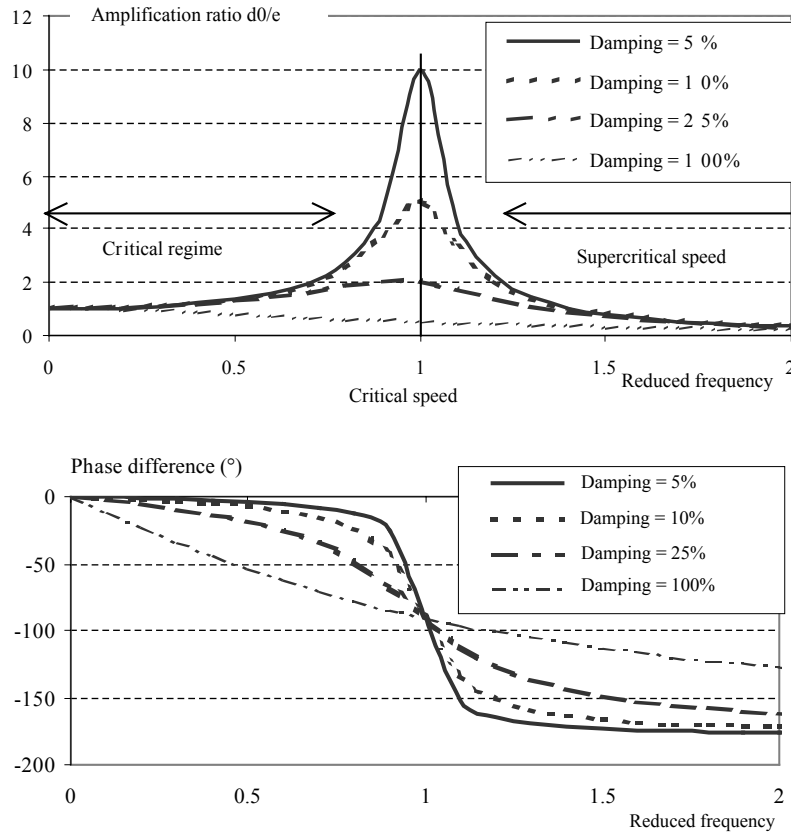 Amplification ratio d0/e
12
10
8
6
4
2
0
Damping = 5 %
Damping = 1 0%
Damping = 2 5%
Damping = 1 00%
Critical regime
Supercritical speed
0
0.5
1
1.5
2
Reduced frequency
Critical speed
Phase difference (°)
0
-50
-100
-150
-200
Damping = 5%
Damping = 10%
Damping = 25%
Damping = 100%
0
0.5
1
1.5
2
Reduced frequency